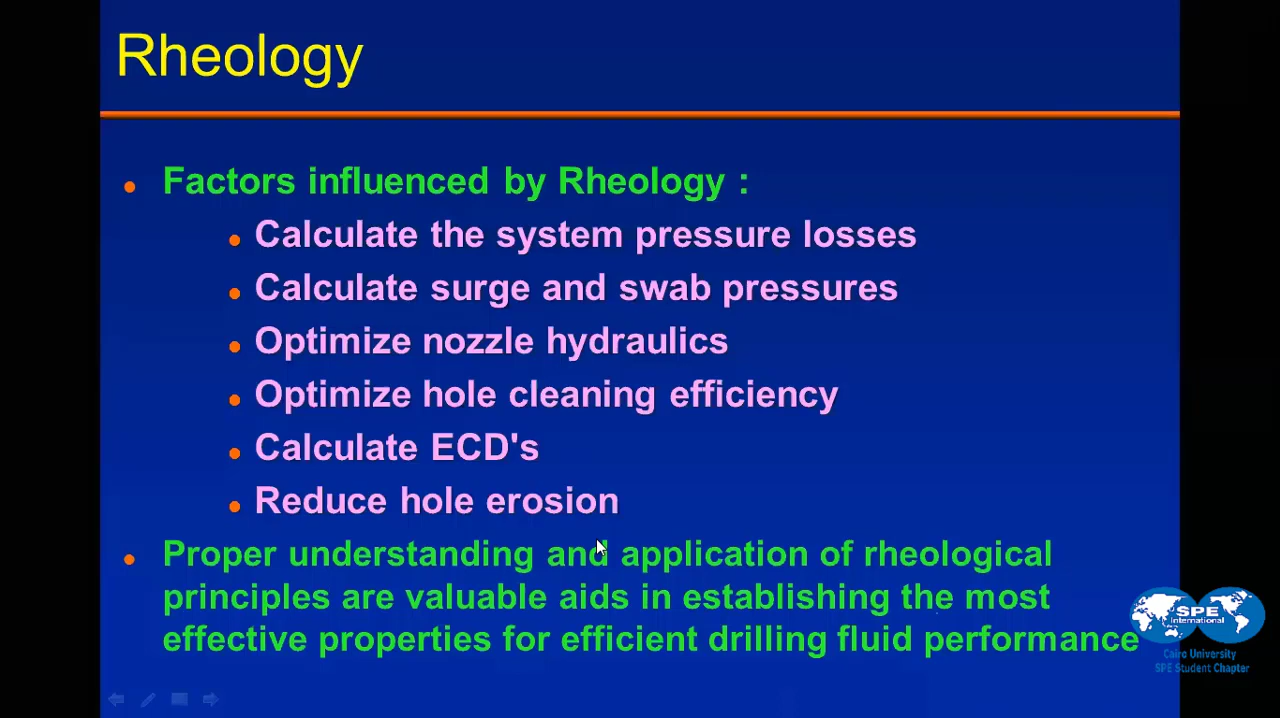 Rheology
Factors influenced by Rheology :
Calculate the system pressure losses
Calculate surge and swab pressures
Optimize nozzle hydraulics
Optimize hole cleaning efficiency
Calculate ECD's
Reduce hole erosion
Proper understanding and application of rheological
principles are valuable aids in establishing the most
effective properties for efficient drilling fluid performance
SPE
International
Cairo University
SPE Student Chapter